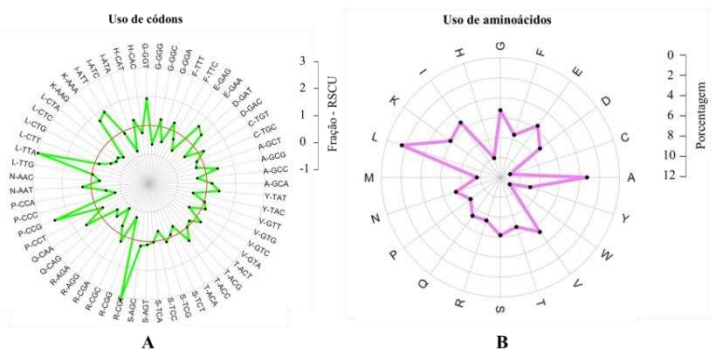 Uso de códons
G-GGT
G-GGG
G-GGC
G-GGA
F-TTT
F-TTC
E-GAG
E-GAA
D-GAT
D-GAC
C-TGT
C-TGC
A-GCT
A-GCG
A-GCC
A-GCA
Y-TAT
Y-TAC
V-GTT
V-GTG
V-GTC
V-GTA
T-ACT
T-ACG
T-ACC
T-ACA
S-TCT
S-TCG
S-TCC
S-TCA
S-AGT
S-AGC
R-CGG
R-CGC
R-CGA
R-AGG
R-AGA
Q-CAG
Q-CAA
P-CCT
P-CCG
P-CCC
P-CCA
N-AAT
N-AAC
L-TTG
L-TTA
L-CTT
L-CTG
L-CTC
L-CTA
K-AAG
K-AAA
I-ATT
I-ATC
I-ATA
H-CAT
H-CAC
3
2
1
0
-1
Fração - RSCU
A
Uso de aminoácidos
G
F
E
D
C
A
Y
W
V
T
S
R
Q
P
N
M
L
K
I
H
0
2
4
6
8
10
12
Porcentagem
B